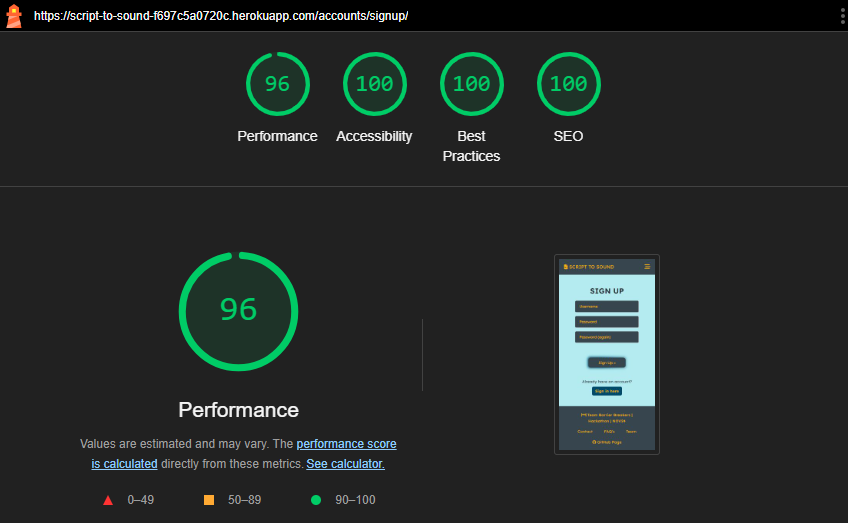 https://script-to-sound-f697c5a0720c.herokuapp.com/accounts/signup/
96
100
100
100
Performance
Accessibility
Best
Practices
SEO
96
Performance
Values are estimated and may vary. The performance score
is calculated directly from these metrics. See calculator.
0–49
50–89
90–100
SCRIPT TO SOUND
SIGN UP
Username
Password
Password (again)
Sign Up »
Already have an account?
Sign in here
Contact
FAQs
Team
GitHub Page